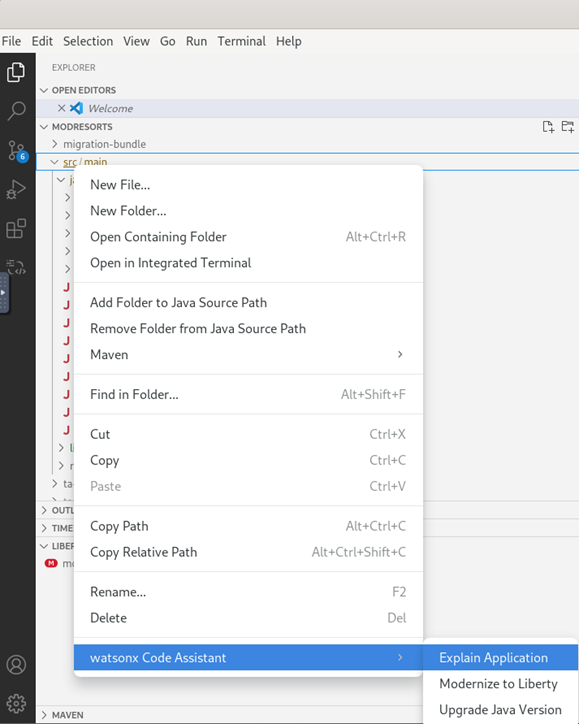 File Edit Selection View Go Run Terminal Help
EXPLORER
OPEN EDITORS
Welcome
MODRESORTS
migration-bundle
src / main
New File...
New Folder...
Open Containing Folder Alt+Ctrl+R
Open in Integrated Terminal
Add Folder to Java Source Path
Remove Folder from Java Source Path
Maven
Find in Folder... Alt+Shift+F
Cut Ctrl+X
Copy Ctrl+C
Paste Ctrl+V
Copy Path Alt+Ctrl+C
Copy Relative Path Alt+Ctrl+Shift+C
Rename... F2
Delete Del
watsonx Code Assistant
Explain Application
Modernize to Liberty
Upgrade Java Version
6
J
J
J
J
J
J
J
J
J
OUTL
TIME
LIBER
M
MAVEN